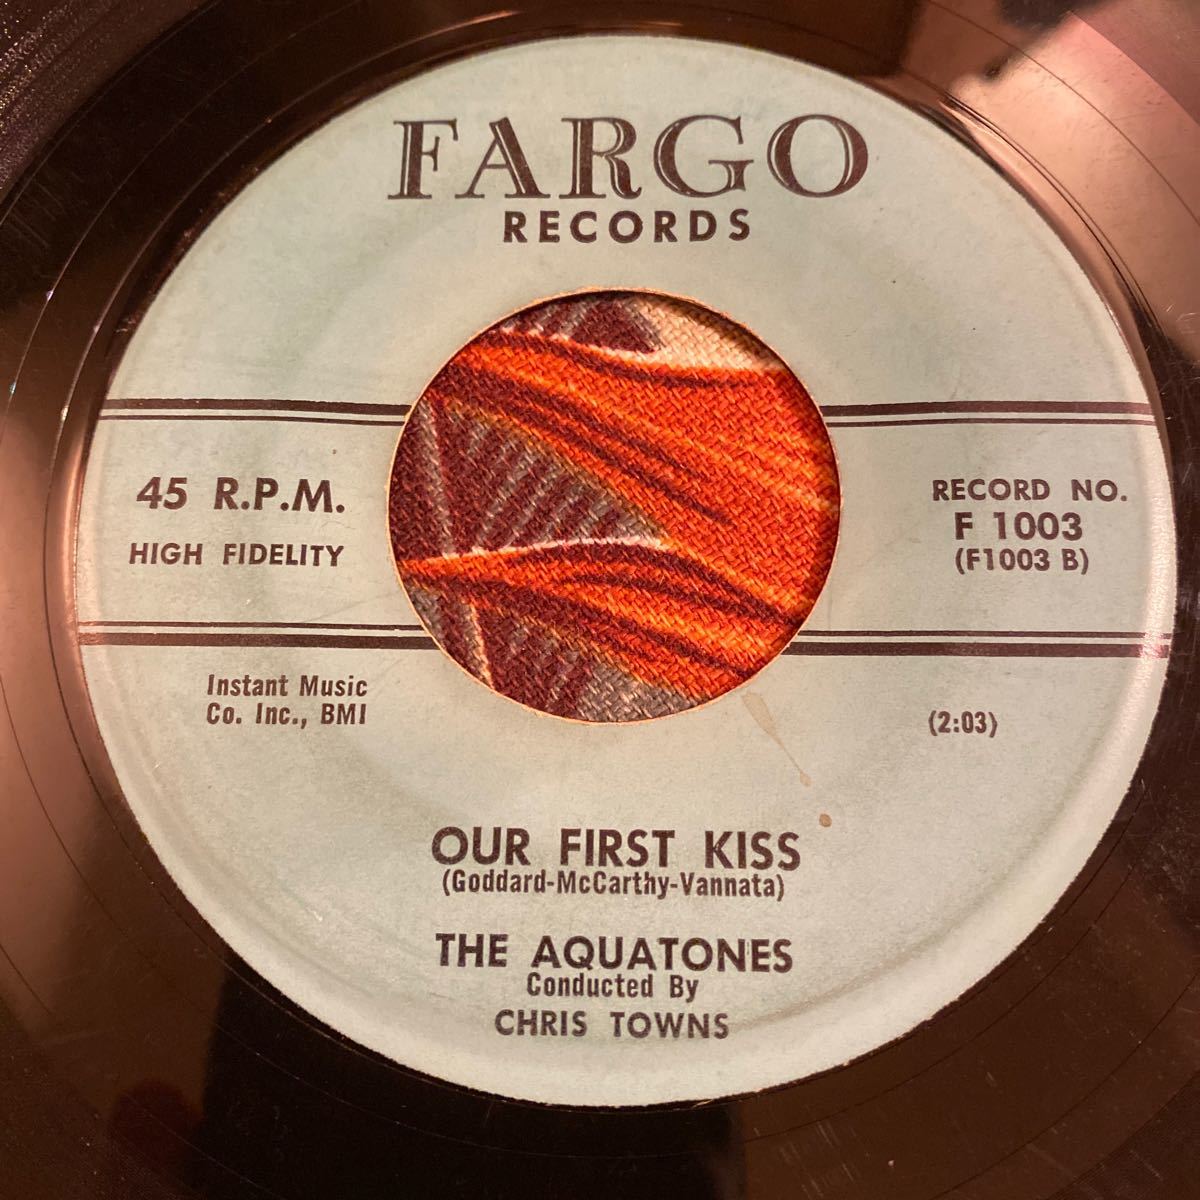 FARGO
RECORDS
45 R.P.M.
HIGH FIDELITY
RECORD NO.
F 1003
(F1003 B)
Instant Music
Co. Inc., BMI
(2:03)
OUR FIRST KISS
(Goddard-McCarthy-Vannata)
THE AQUATONES
Conducted By
CHRIS TOWNS